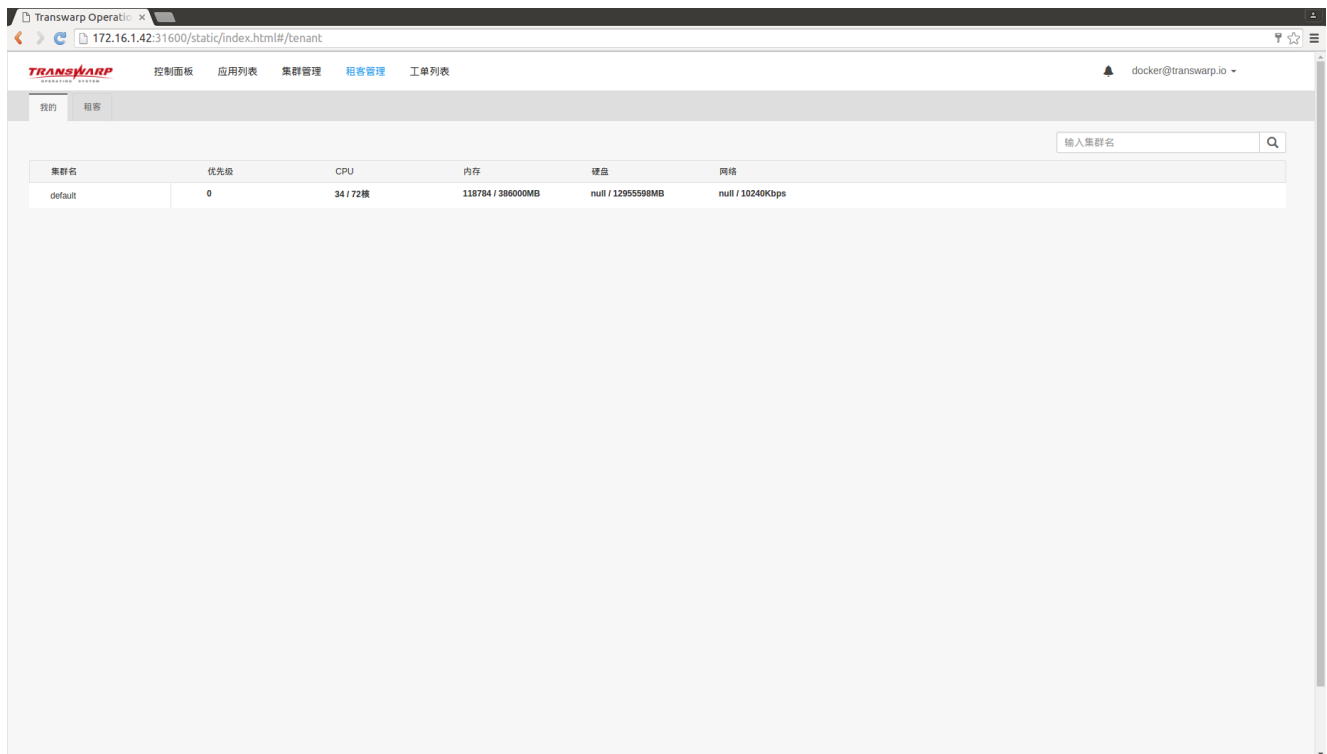 Transwarp Operatio
172.16.1.42:31600/static/index.html#/tenant
TRANSWARP
OPERATING SYSTEM
控制面板 应用列表 集群管理 租客管理 工单列表 docker@transwarp.io
我的 租客
输入集群名
集群名 优先级 CPU 内存 硬盘 网络
default 0 34 / 72核 118784 / 386000MB null / 12955598MB null / 10240Kbps